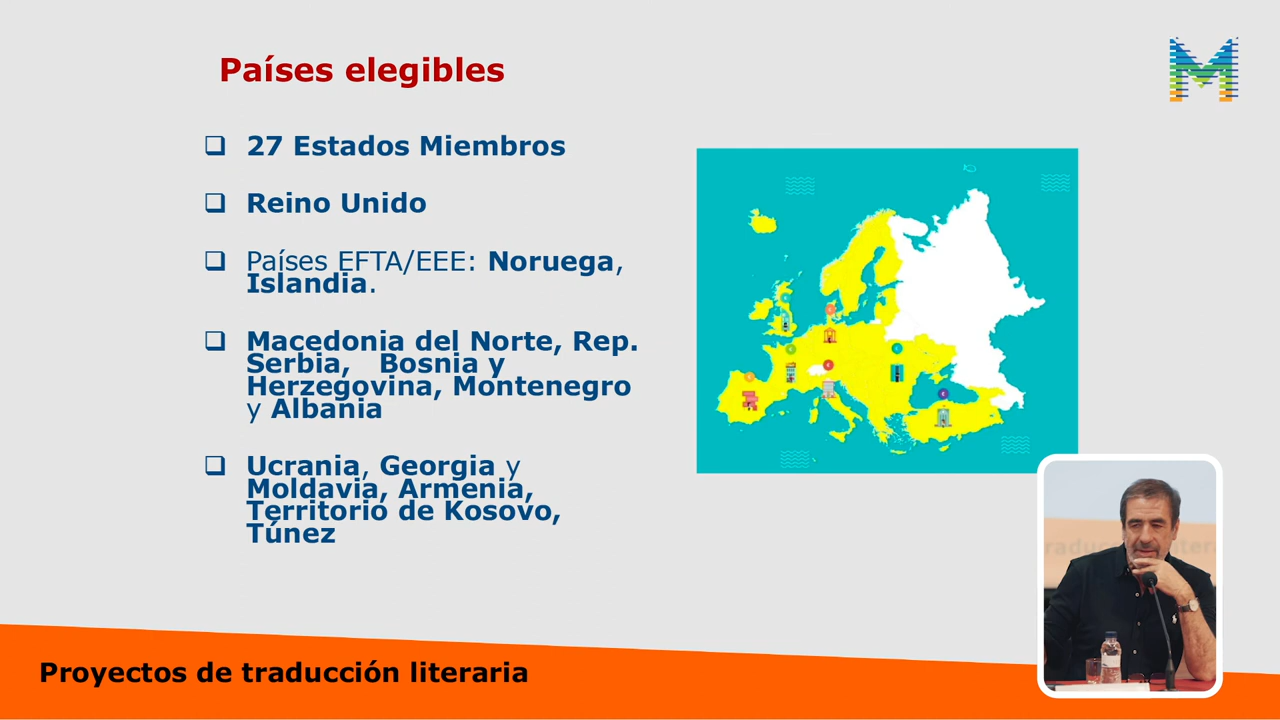 Países elegibles
27 Estados Miembros
Reino Unido
Países EFTA/EEE: Noruega,
Islandia.
Macedonia del Norte, Rep.
Serbia, Bosnia y
Herzegovina, Montenegro
y Albania
Ucrania, Georgia y
Moldavia, Armenia,
Territorio de Kosovo,
Túnez
Proyectos de traducción literaria